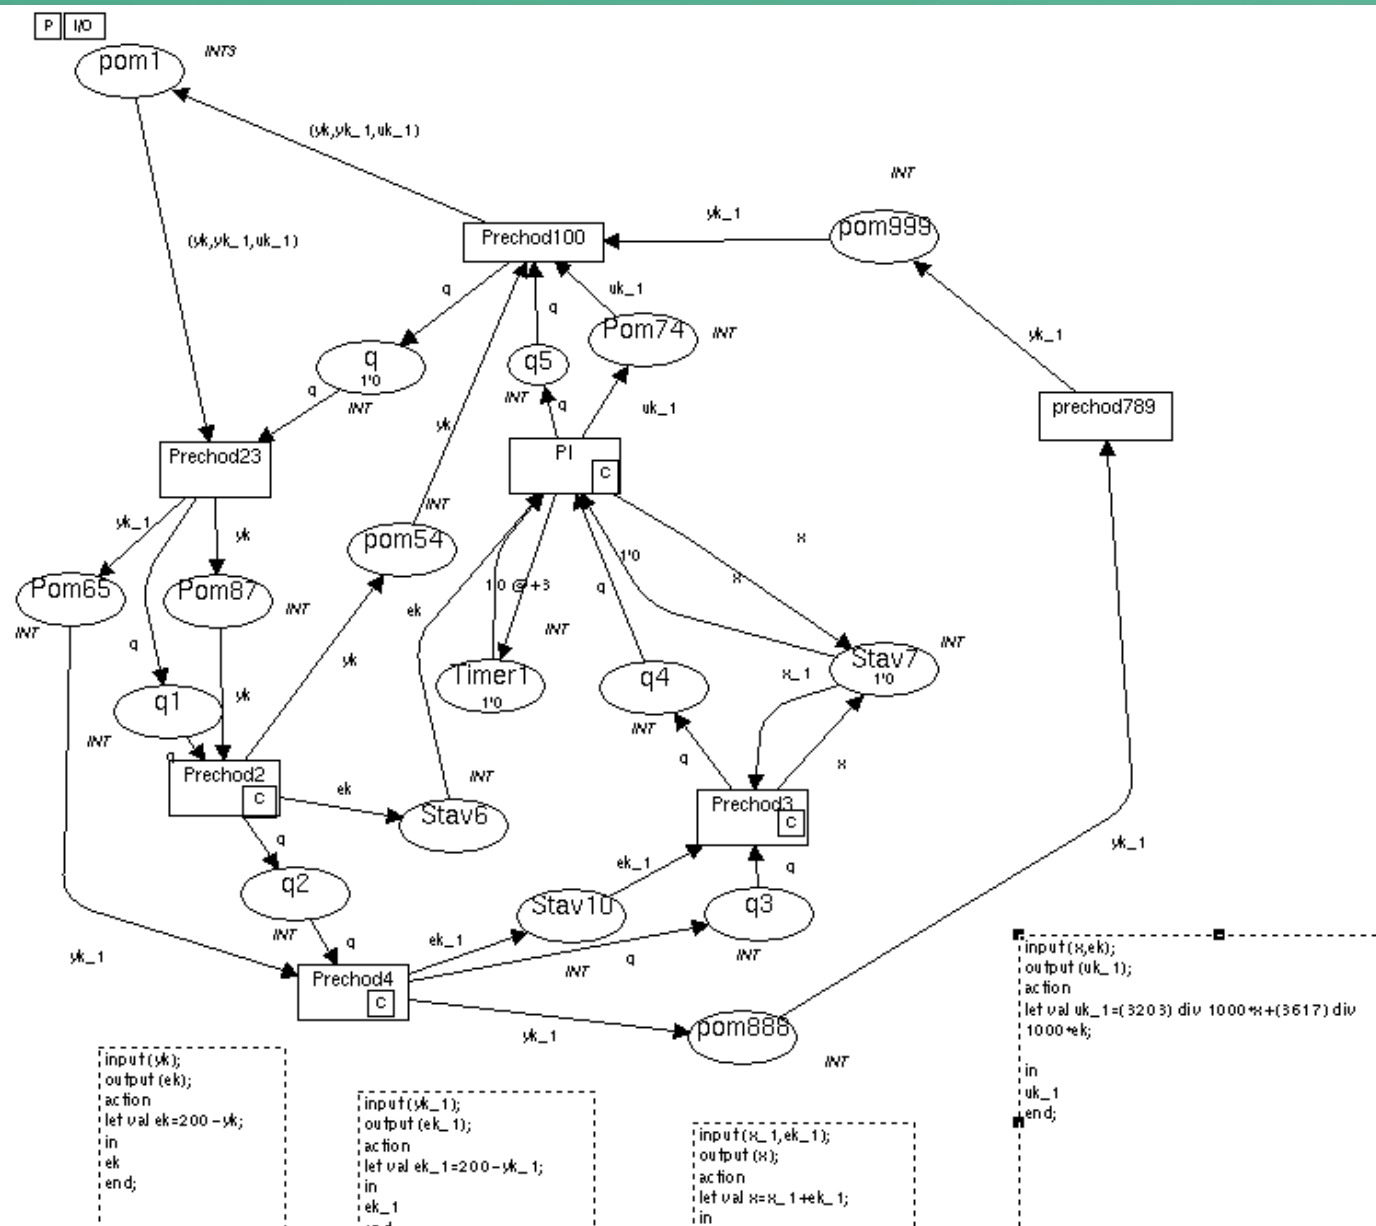 P I/O
pom1
INT3
(yk,yk_1,uk_1)
INT
yk_1
pom999
Prechod100
(yk,yk_1,uk_1)
q
q
uk_1
Pom74
INT
yk_1
q
1'0
q
INT
q5
INT
q
uk_1
prechod789
yk
Prechod23
PI
C
yk_1
yk
INT
pom54
x
1'0
x
Pom65
INT
Pom87
INT
1'0 @+3
q
ek
q
INT
INT
yk
Timer1
1'0
q4
INT
x_1
Stav7
1'0
q1
INT
yk
q
Prechod2
C
ek
INT
Stav6
q
x
Prechod3
C
q
q2
INT
q
ek_1
q
Stav10
INT
q3
INT
yk_1
yk_1
Prechod4
C
ek_1
q
yk_1
pom888
INT
input (yk);
output (ek);
action
let val ek=200-yk;
in
ek
end;
input (yk_1);
output (ek_1);
action
let val ek_1=200-yk_1;
in
ek_1
end
input (x_1,ek_1);
output (x);
action
let val x=x_1+ek_1;
in
input (x,ek);
output (uk_1);
action
let val uk_1=(3203) div 1000*x+(3617) div
1000*ek;
in
uk_1
end;